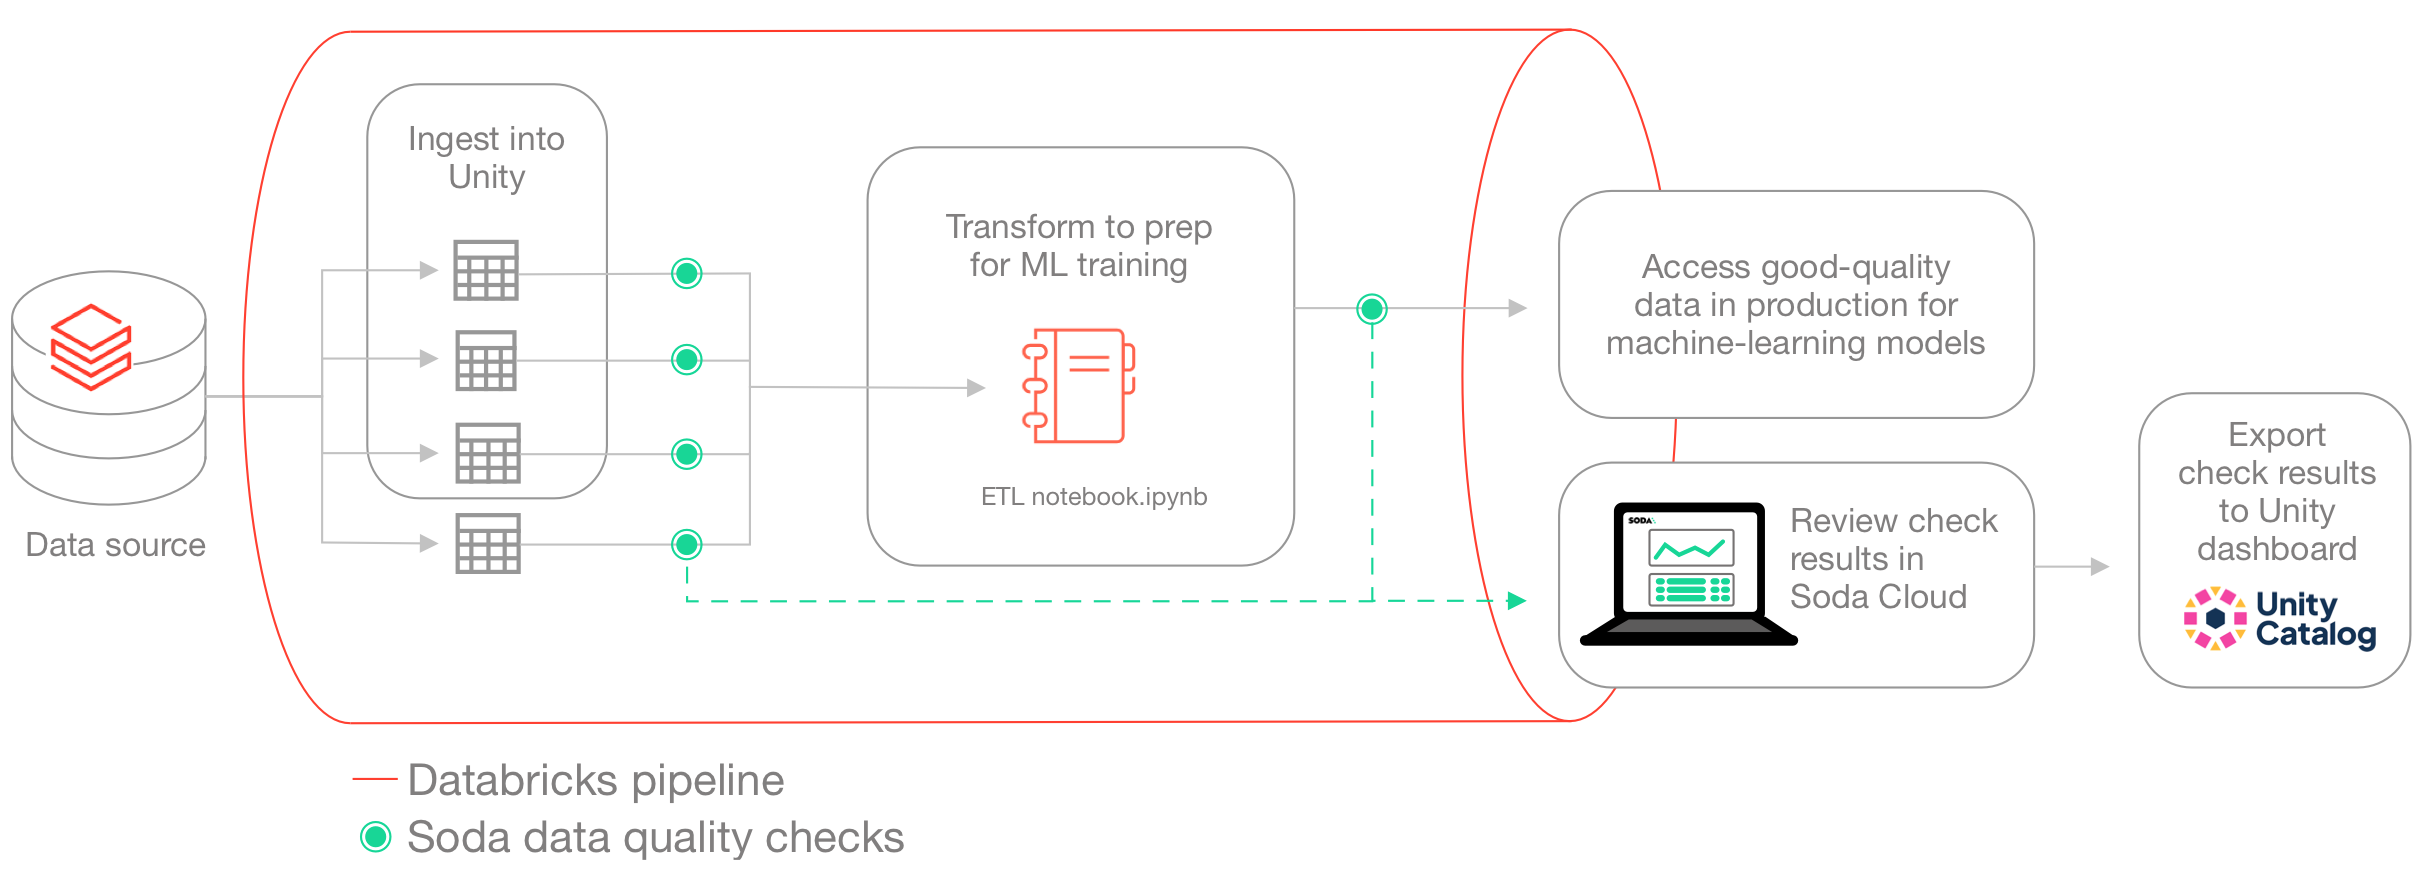 Ingest into
Unity
Data source
Transform to prep
for ML training
ETL notebook.ipynb
Access good-quality
data in production for
machine-learning models
SODA
Review check
results in
Soda Cloud
Export
check results
to Unity
dashboard
Unity
Catalog
Databricks pipeline
Soda data quality checks